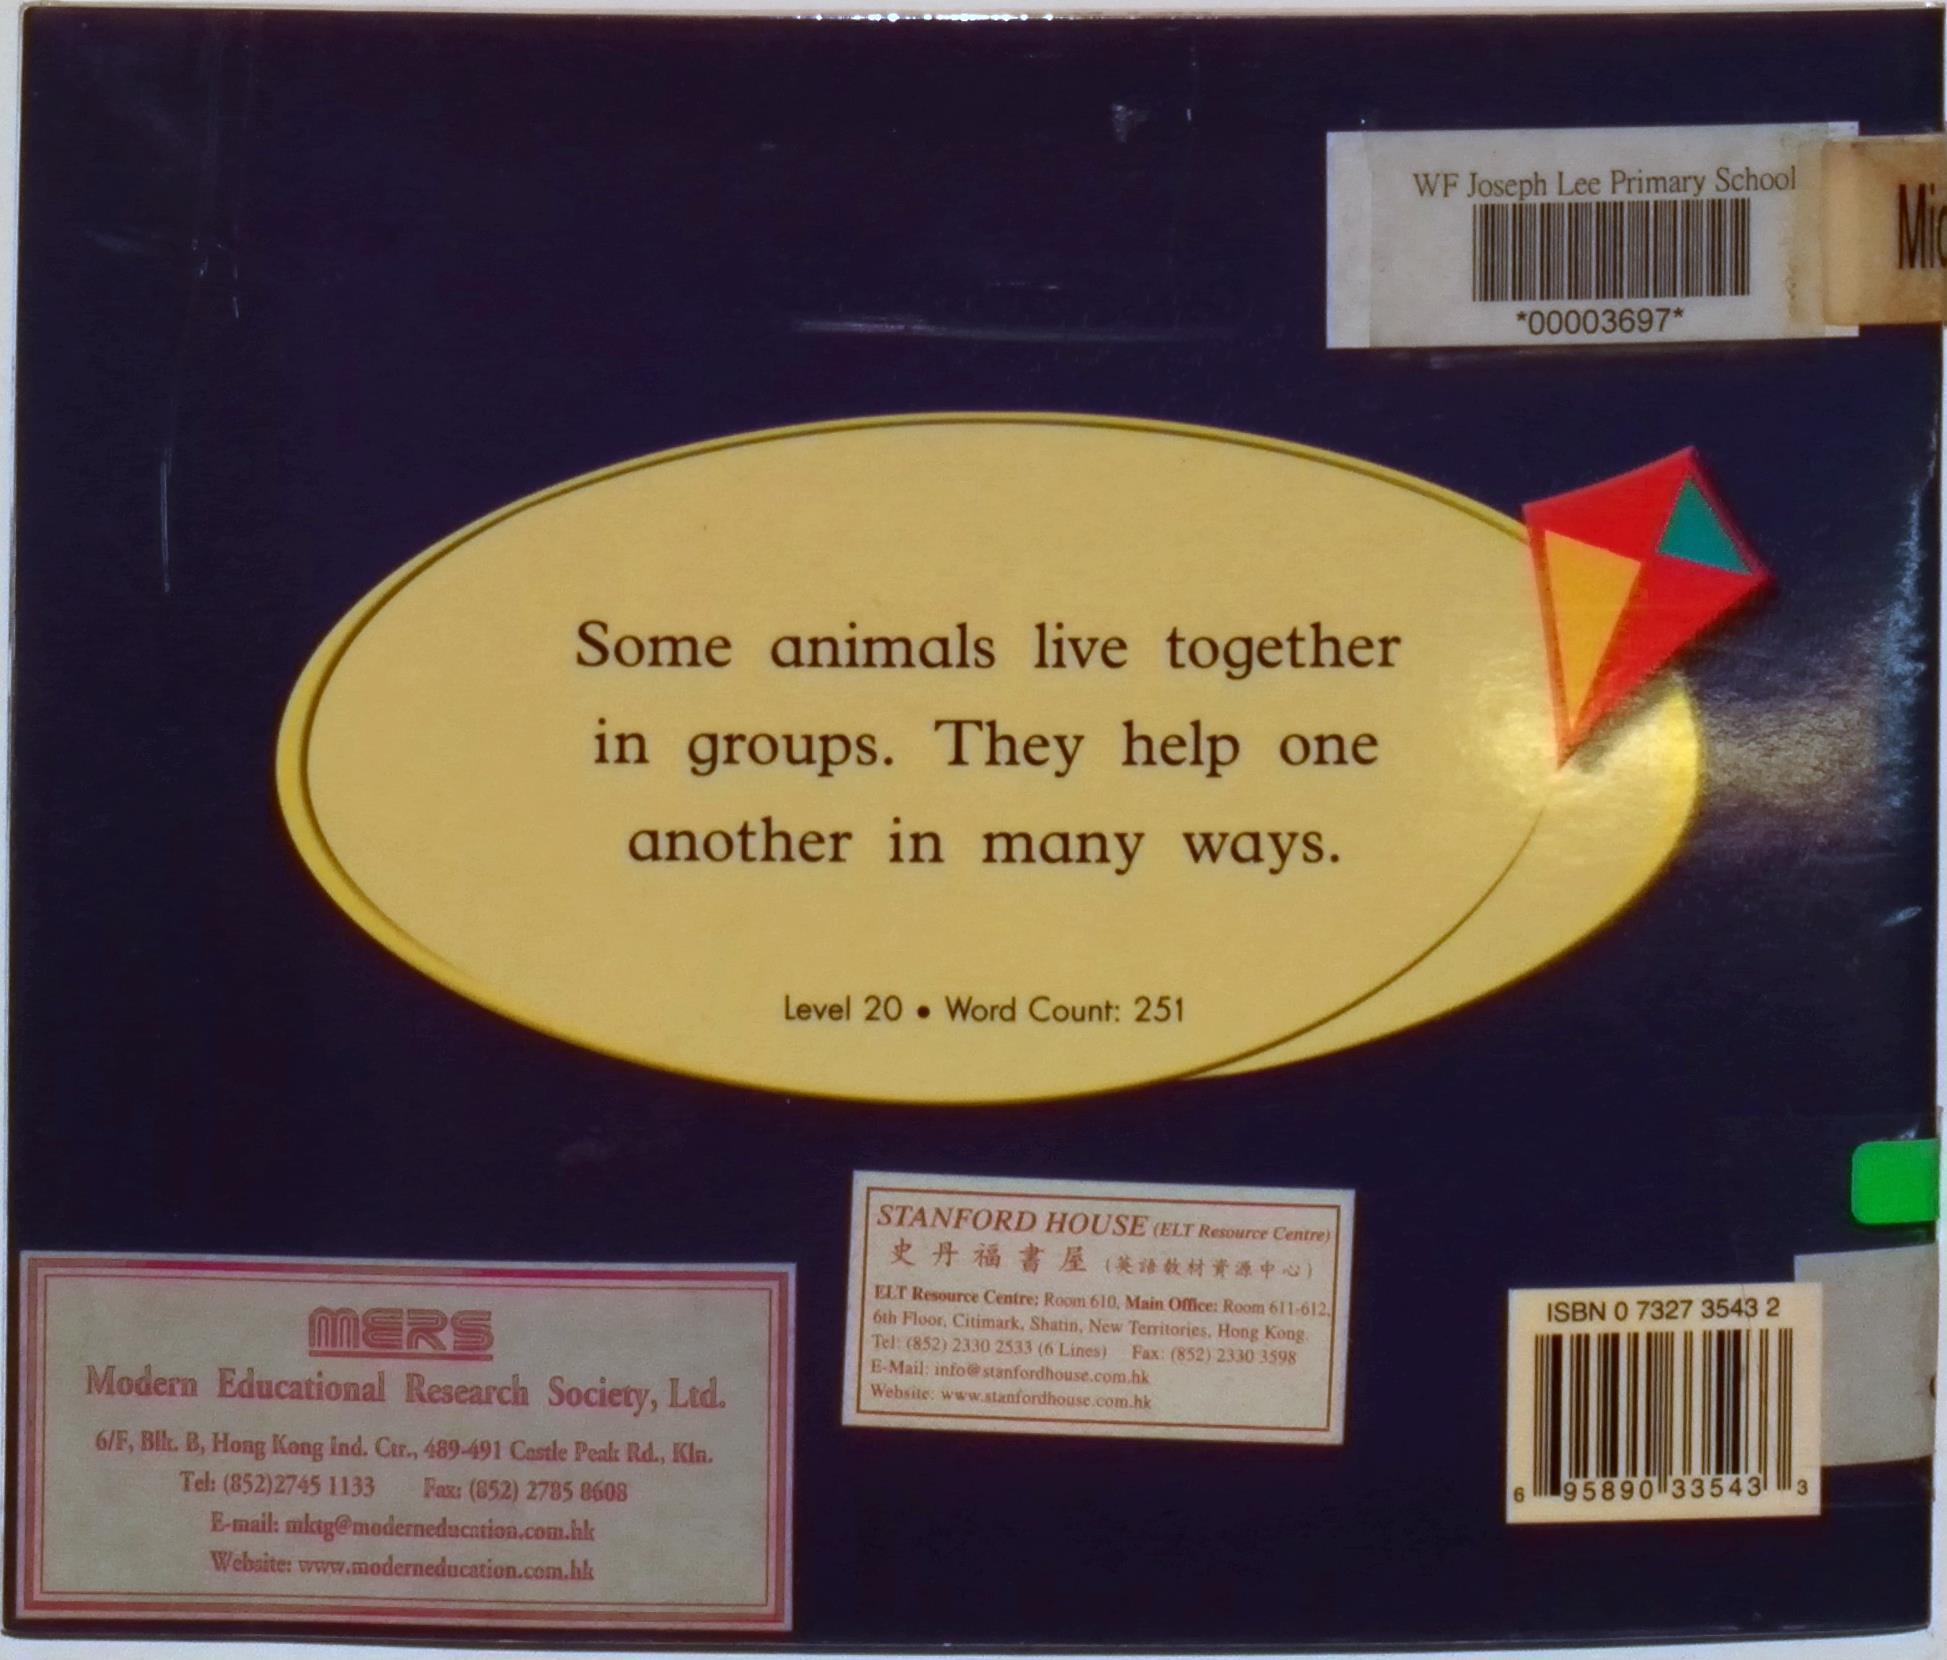 WF Joseph Lee Primary School
*00003697*
Some animals live together
in groups. They help one
another in many ways.
Level 20 • Word Count: 251
STANFORD HOUSE (ELT Resource Centre)
史丹福書屋 (英語教材資源中心)
ELT Resource Centre: Room 610, Main Office: Room 611-612,
6th Floor, Citimark, Shatin, New Territories, Hong Kong.
Tel: (852) 2330 2533 (6 Lines) Fax: (852) 2330 3598
E-Mail: info@stanfordhouse.com.hk
Website: www.stanfordhouse.com.hk
MERS
Modern Educational Research Society, Ltd.
6/F, Blk. B, Hong Kong Ind. Ctr., 489-491 Castle Peak Rd., Kln.
Tel: (852)2745 1133 Fax: (852) 2785 8608
E-mail: mktg@moderneducation.com.hk
Website: www.moderneducation.com.hk
ISBN 0 7327 3543 2
6 95890 33543 3